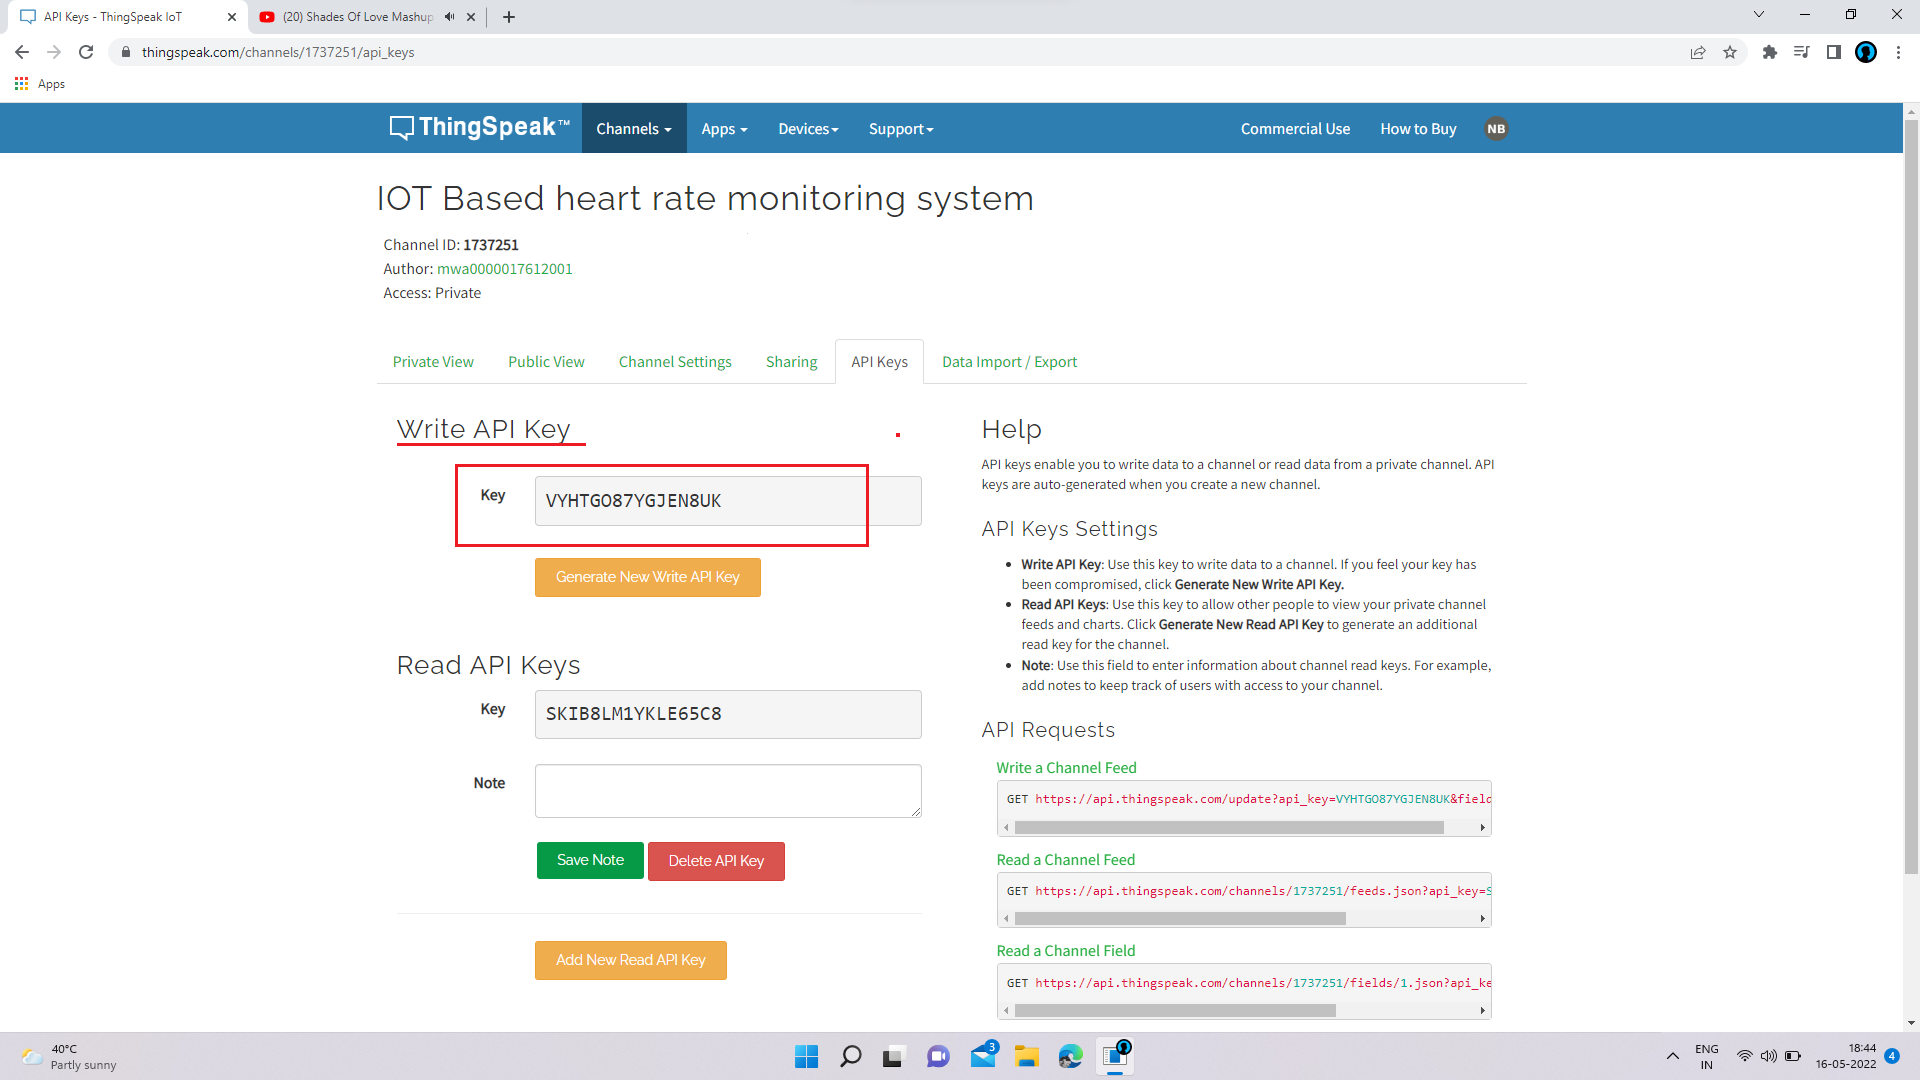 API Keys - ThingSpeak IoT
(20) Shades Of Love Mashup
thingspeak.com/channels/1737251/api_keys
Apps
ThingSpeak™
Channels
Apps
Devices
Support
Commercial Use
How to Buy
NB
IOT Based heart rate monitoring system
Channel ID: 1737251
Author: mwa0000017612001
Access: Private
Private View
Public View
Channel Settings
Sharing
API Keys
Data Import / Export
Write API Key
Key
VYHTGO87YGJEN8UK
Generate New Write API Key
Read API Keys
Key
SKIB8LM1YKLE65C8
Note
Save Note
Delete API Key
Add New Read API Key
Help
API keys enable you to write data to a channel or read data from a private channel. API
keys are auto-generated when you create a new channel.
API Keys Settings
Write API Key: Use this key to write data to a channel. If you feel your key has
been compromised, click Generate New Write API Key.
Read API Keys: Use this key to allow other people to view your private channel
feeds and charts. Click Generate New Read API Key to generate an additional
read key for the channel.
Note: Use this field to enter information about channel read keys. For example,
add notes to keep track of users with access to your channel.
API Requests
Write a Channel Feed
GET https://api.thingspeak.com/update?api_key=VYHTGO87YGJEN8UK&field
Read a Channel Feed
GET https://api.thingspeak.com/channels/1737251/feeds.json?api_key=S
Read a Channel Field
GET https://api.thingspeak.com/channels/1737251/fields/1.json?api_ke
40°C
Partly sunny
3
ENG
IN
18:44
16-05-2022
4